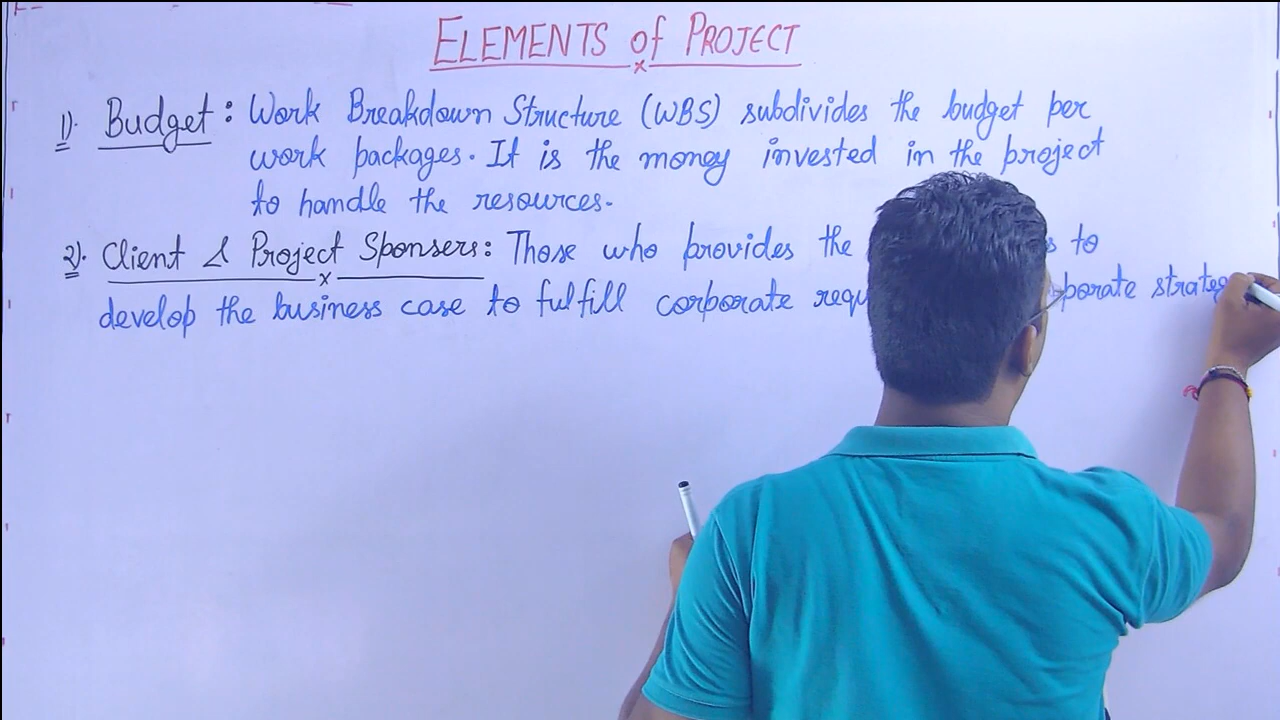 ELEMENTS of PROJECT
1). Budget : Work Breakdown Structure (WBS) subdivides the budget per
work packages. It is the money invested in the project
to handle the resources.
2). Client & Project Sponsers: Those who provides the to
develop the business case to fulfill corporate